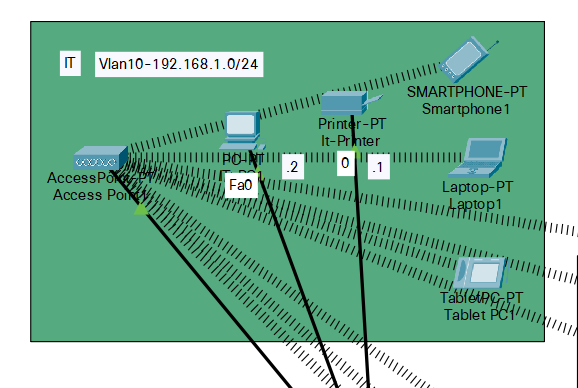 IT
Vlan10-192.168.1.0/24
SMARTPHONE-PT
Smartphone1
Printer-PT
It-Printer
PC-PT
.2
0
.1
Fa0
AccessPoint-PT
Access Point1
Laptop-PT
Laptop1
TabletPC-PT
Tablet PC1